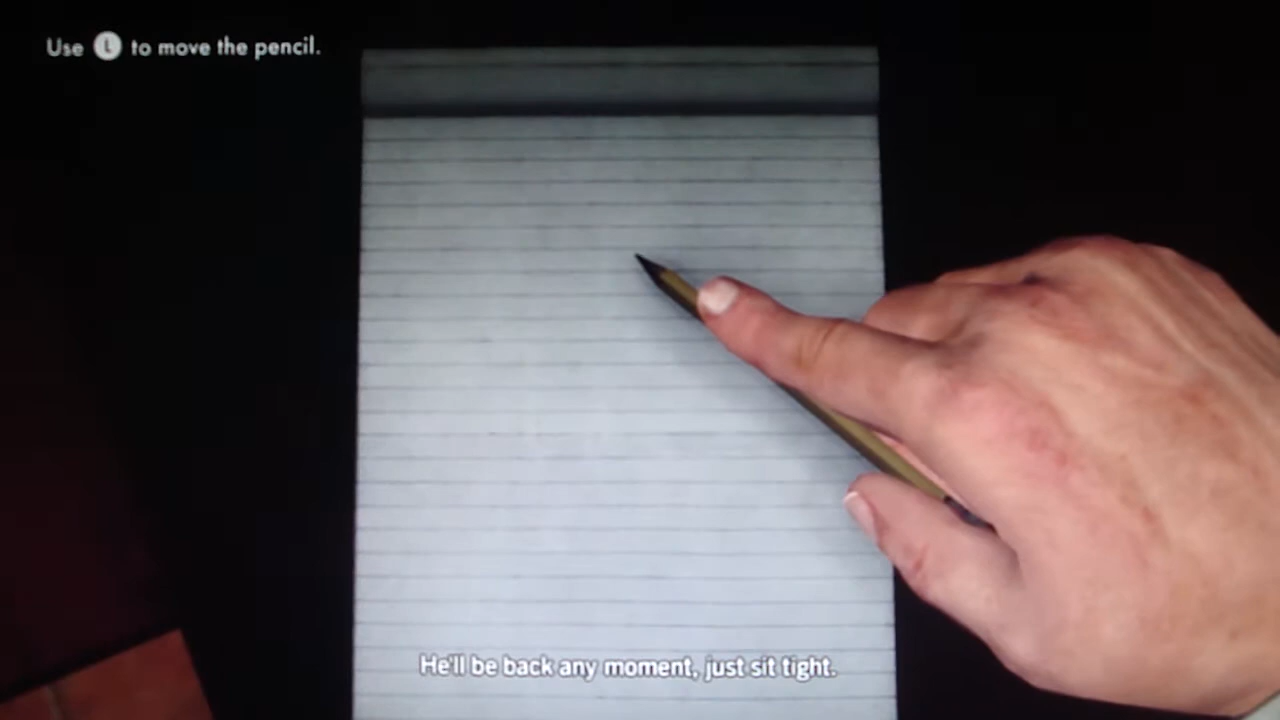 Use L to move the pencil.
He'll be back any moment, just sit tight.